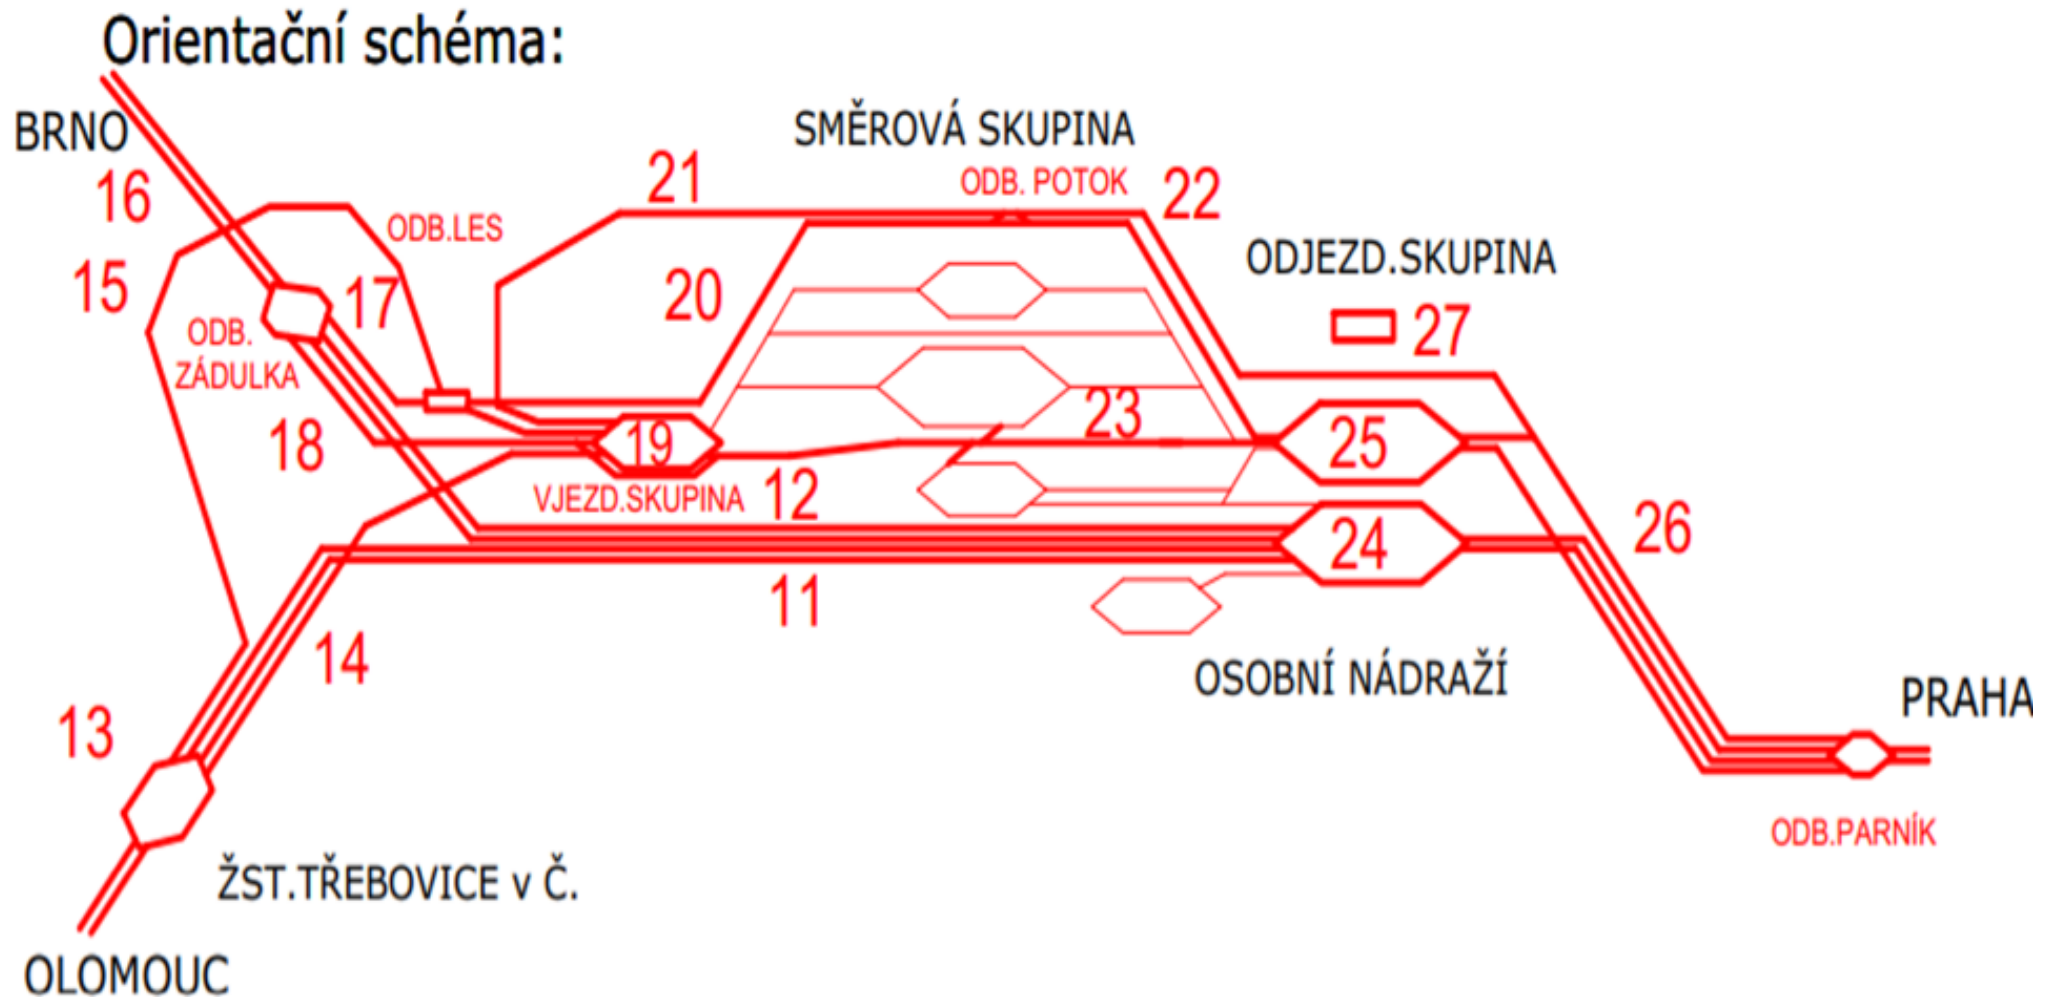 Orientační schéma:
BRNO
SMĚROVÁ SKUPINA
21
ODB. POTOK
22
16
ODB.LES
ODJEZD.SKUPINA
15
17
20
27
ODB.
ZÁDULKA
23
18
19
25
VJEZD.SKUPINA
12
24
26
11
14
OSOBNÍ NÁDRAŽÍ
13
PRAHA
ODB.PARNÍK
ŽST.TŘEBOVICE v Č.
OLOMOUC